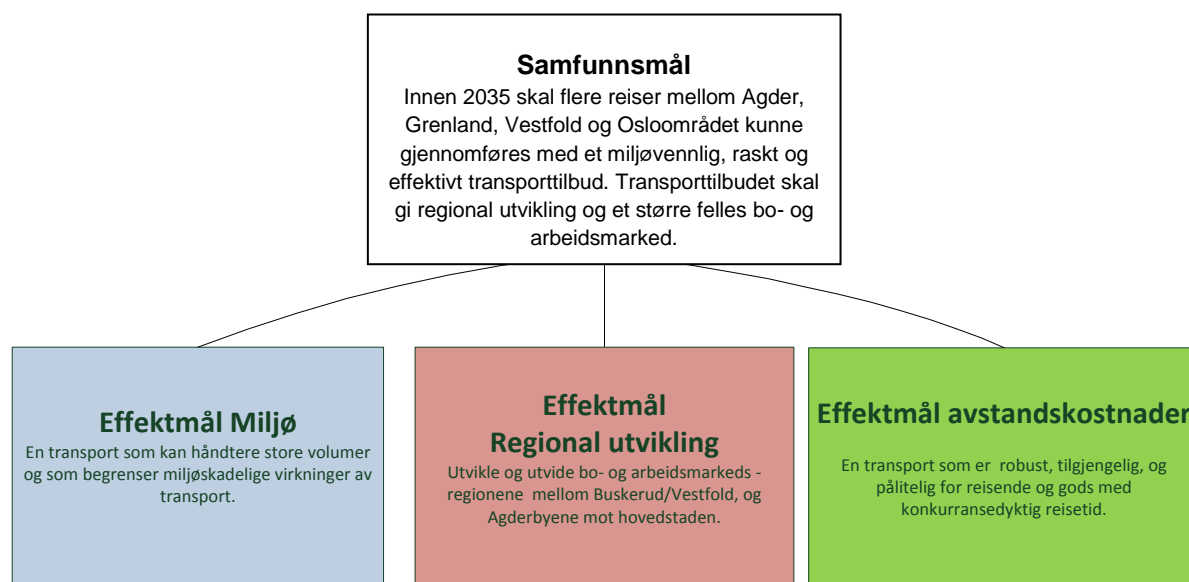 Samfunnsmål
Innen 2035 skal flere reiser mellom Agder,
Grenland, Vestfold og Osloområdet kunne
gjennomføres med et miljøvennlig, raskt og
effektivt transporttilbud. Transporttilbudet skal
gi regional utvikling og et større felles bo- og
arbeidsmarked.
Effektmål Miljø
En transport som kan håndtere store volumer
og som begrenser miljøskadelige virkninger av
transport.
Effektmål
Regional utvikling
Utvikle og utvide bo- og arbeidsmarkeds -
regionene mellom Buskerud/Vestfold, og
Agderbyene mot hovedstaden.
Effektmål avstandskostnader
En transport som er robust, tilgjengelig, og
pålitelig for reisende og gods med
konkurransedyktig reisetid.